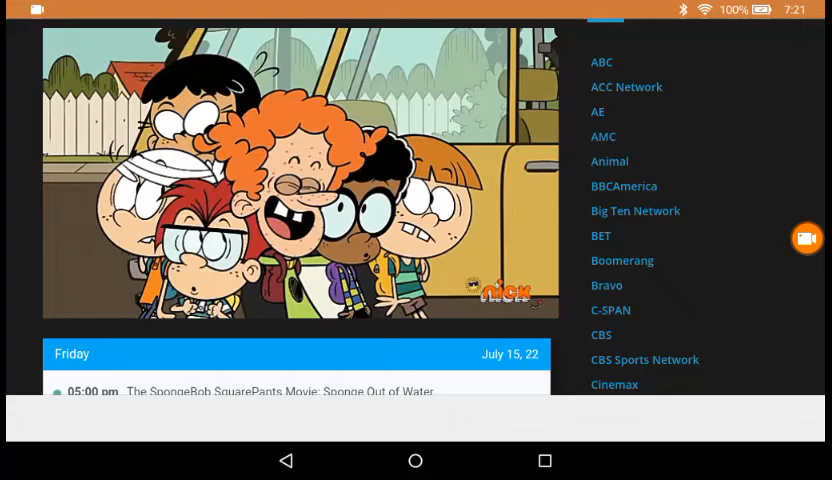 100%
7:21
nick
Friday
July 15, 22
05:00 pm The SpongeBob SquarePants Movie: Sponge Out of Water
ABC
ACC Network
AE
AMC
Animal
BBCAmerica
Big Ten Network
BET
Boomerang
Bravo
C-SPAN
CBS
CBS Sports Network
Cinemax